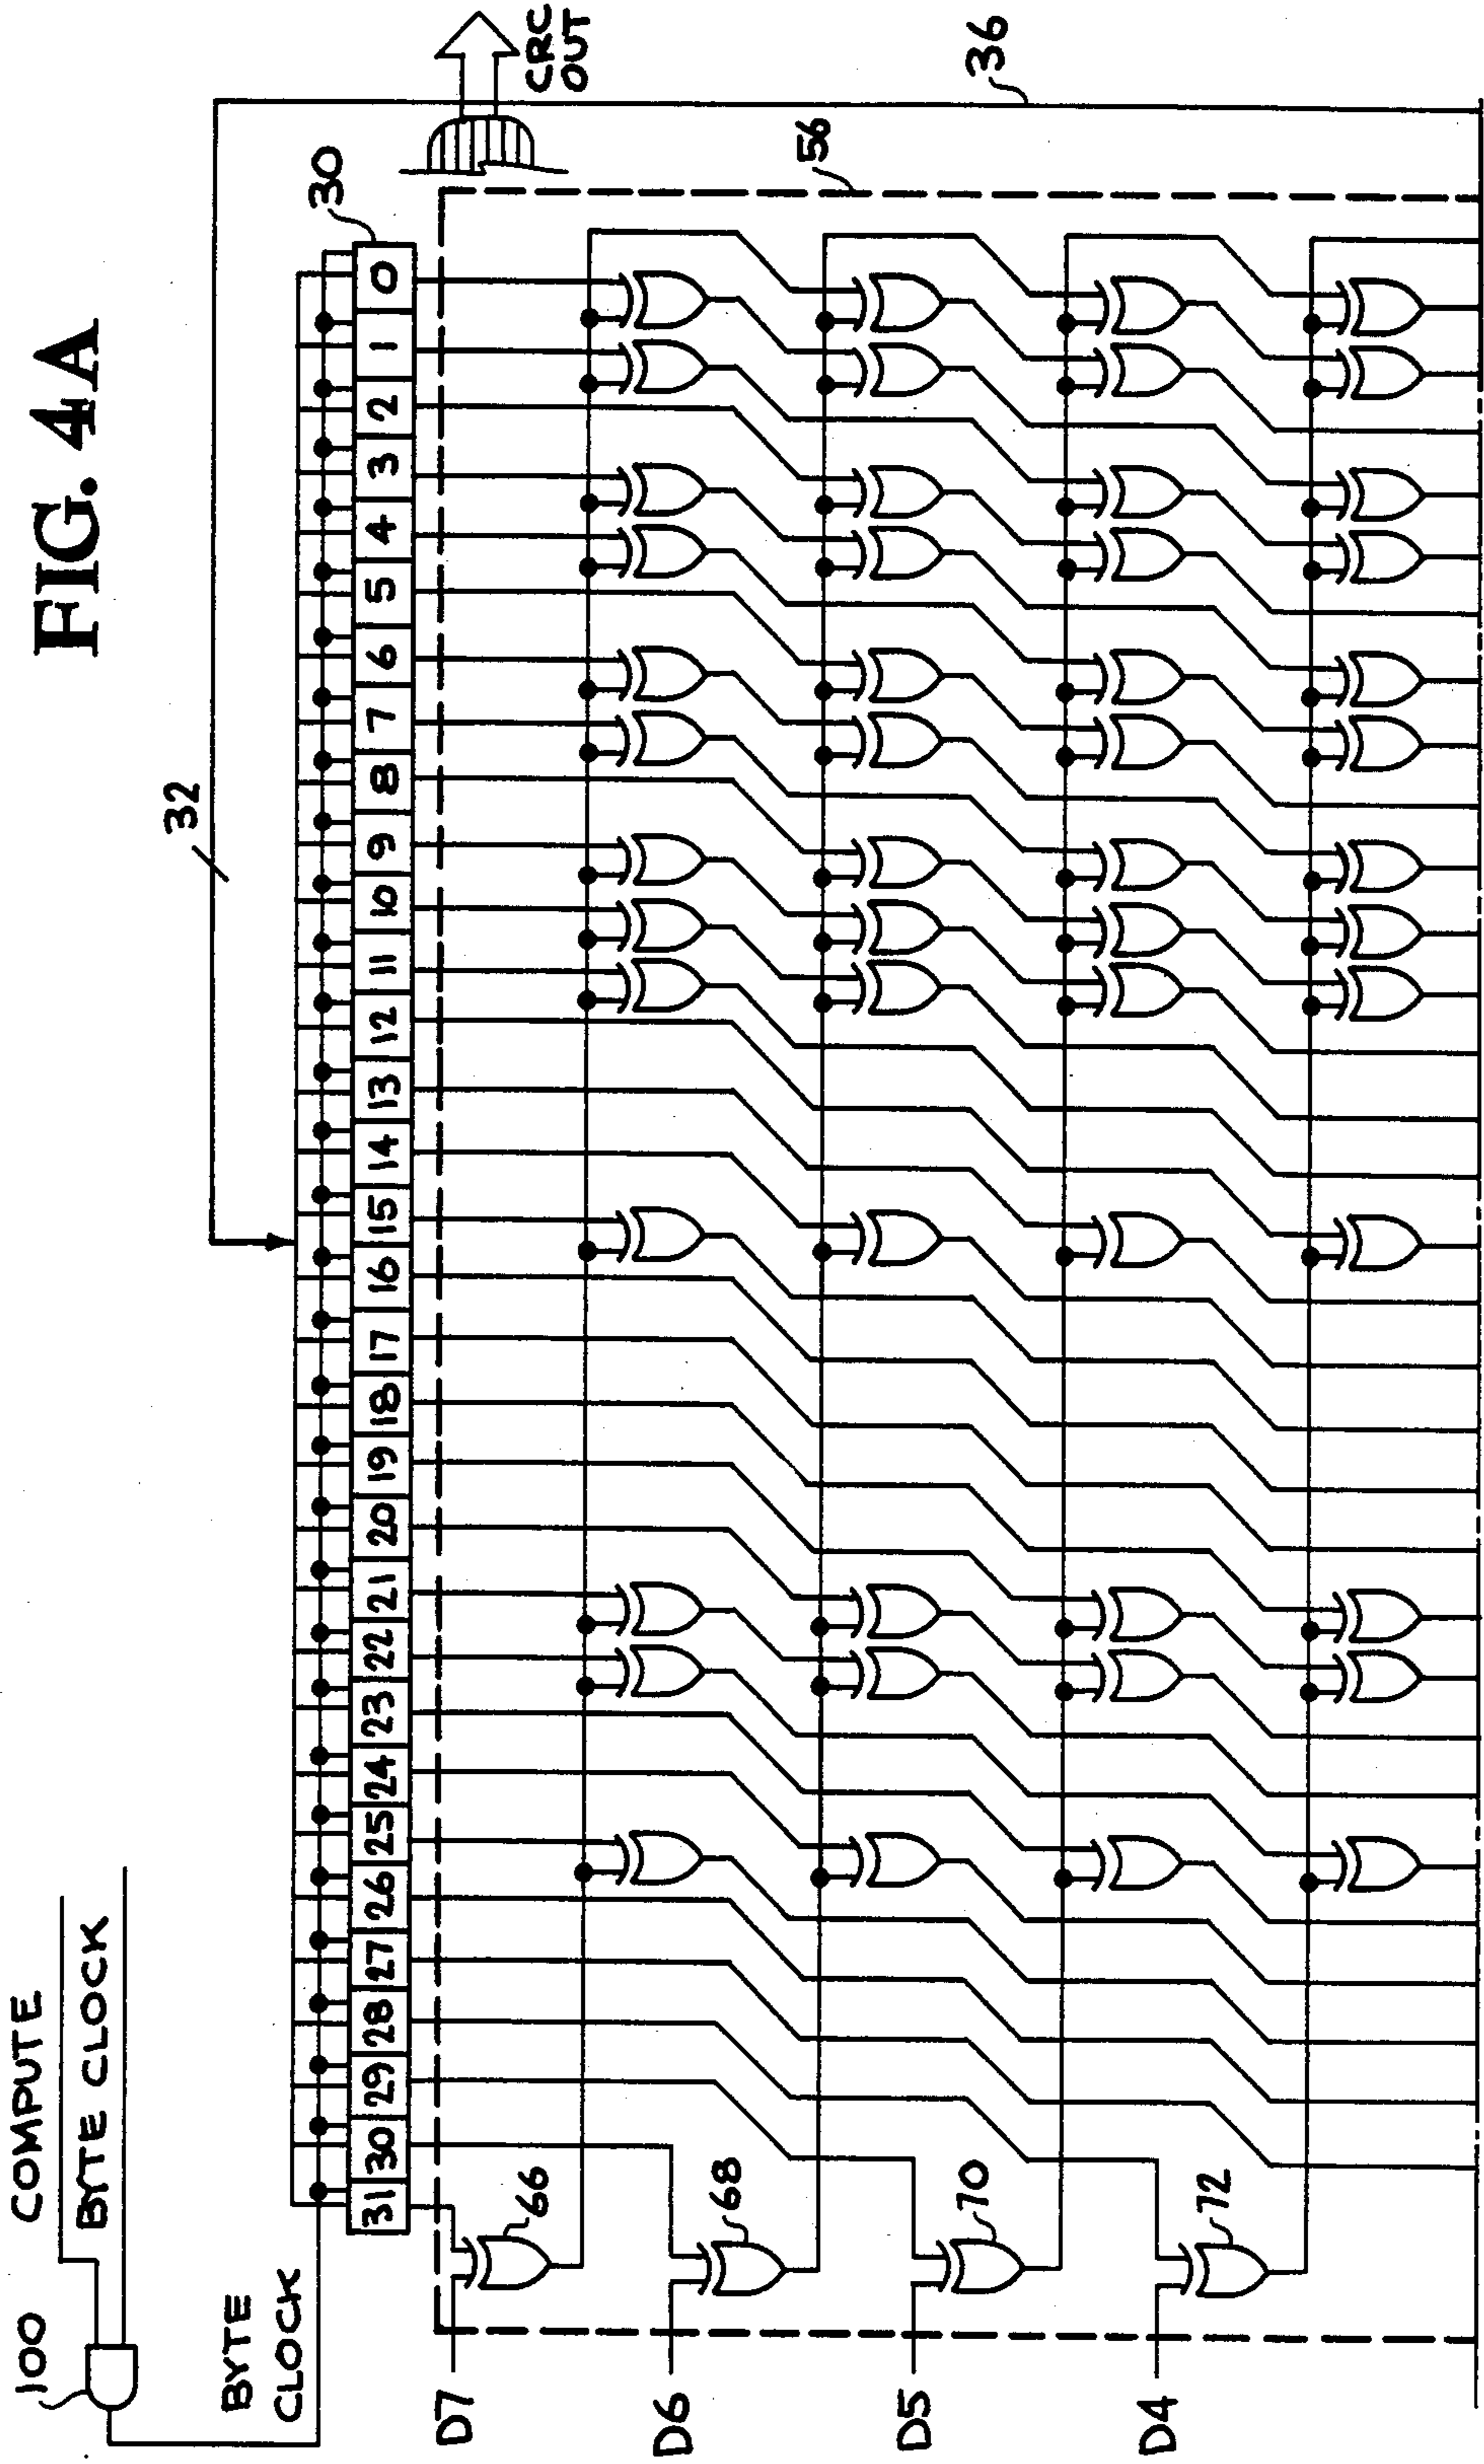 FIG. 4A
100
COMPUTE
BYTE CLOCK
BYTE
CLOCK
32
30
31 30 29 28 27 26 25 24 23 22 21 20 19 18 17 16 15 14 13 12 11 10 9 8 7 6 5 4 3 2 1 0
CRC
OUT
56
36
D7
66
D6
68
D5
70
D4
72